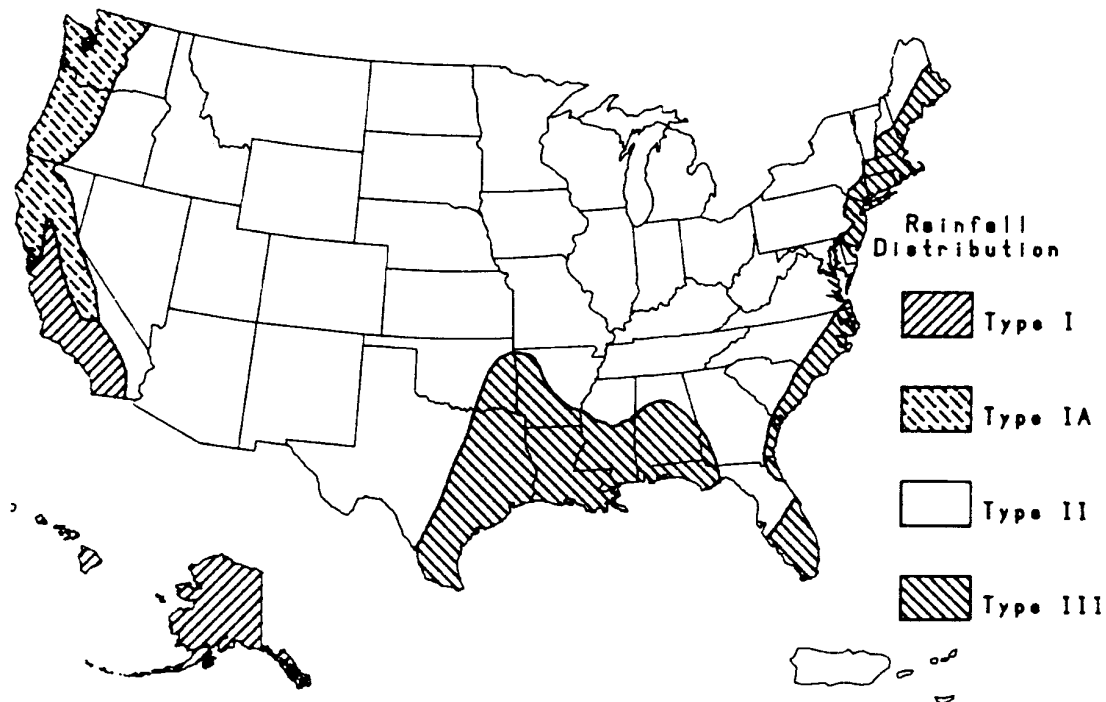 Rainfall
Distribution
Type I
Type IA
Type II
Type III